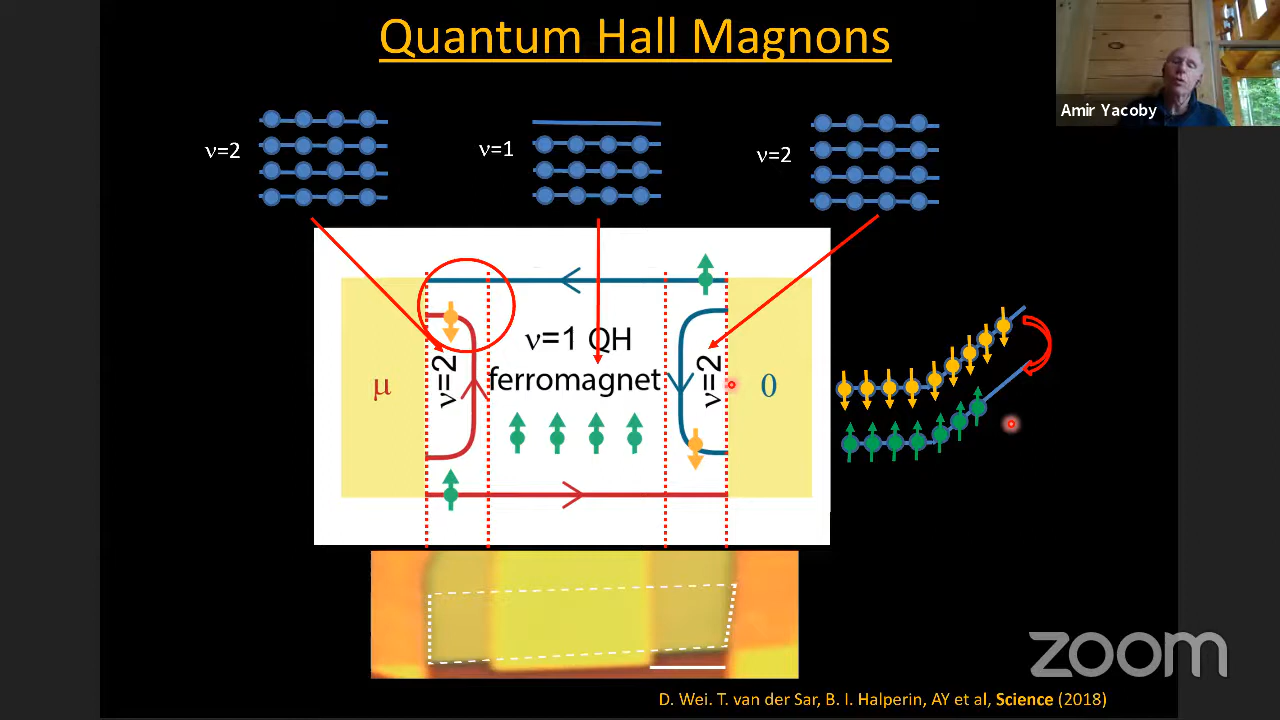 Quantum Hall Magnons
Amir Yacoby
ν=2
ν=1
ν=2
ν=1 QH
ferromagnet
μ
ν=2
ν=2
0
zoom
D. Wei. T. van der Sar, B. I. Halperin, AY et al, Science (2018)